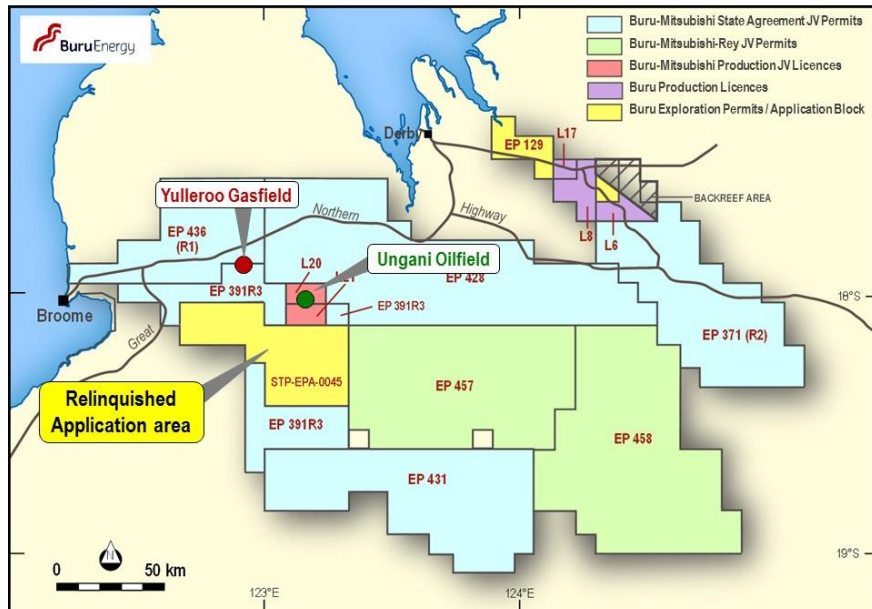 BuruEnergy
Buru-Mitsubishi State Agreement JV Permits
Buru-Mitsubishi-Rey JV Permits
Buru-Mitsubishi Production JV Licences
Buru Production Licences
Buru Exploration Permits / Application Block
Derby
EP 129
L17
BACKREEF AREA
Yulleroo Gasfield
Northern
Highway
L8
L6
EP 436
(R1)
Ungani Oilfield
L20
L21
EP 428
EP 391R3
EP 391R3
18°S
Broome
Great
EP 371 (R2)
STP-EPA-0045
EP 457
Relinquished
Application area
EP 391R3
EP 458
EP 431
N
19°S
0
50 km
123°E
124°E